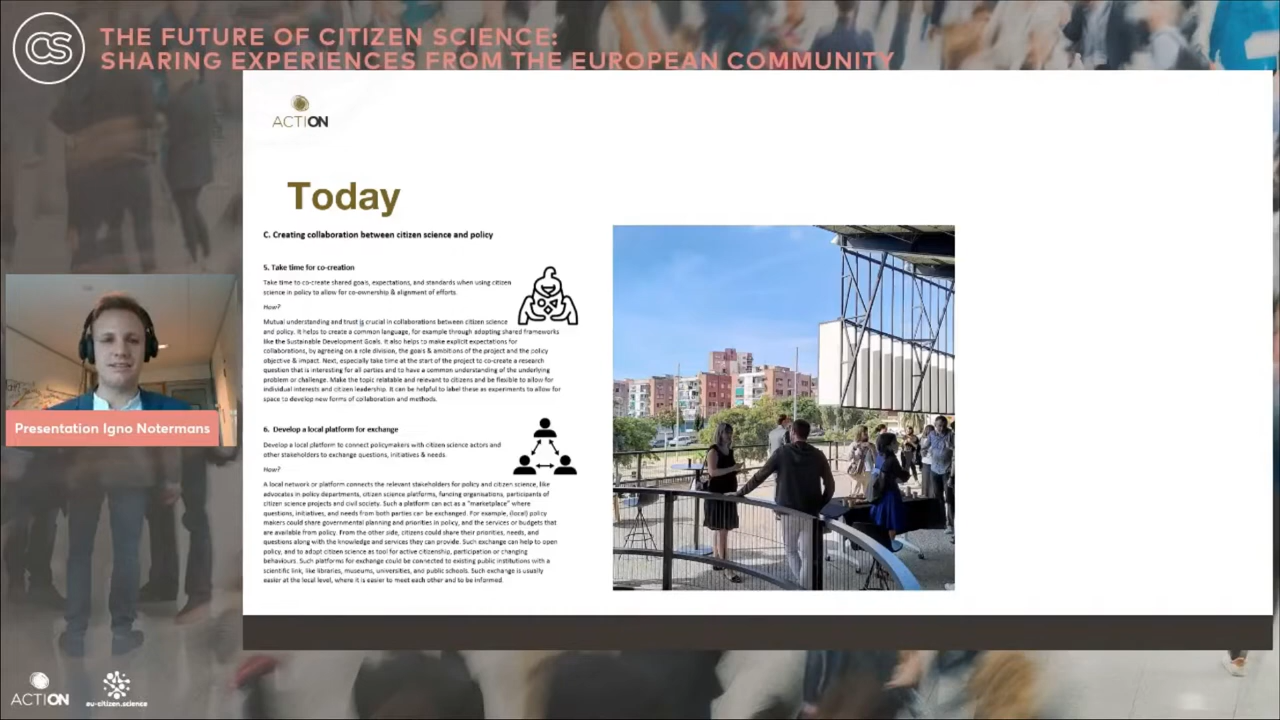 CS
THE FUTURE OF CITIZEN SCIENCE:
SHARING EXPERIENCES FROM THE EUROPEAN COMMUNITY
ACTION
Today
C. Creating collaboration between citizen science and policy
5. Take time for co-creation
Take time to co-create shared goals, expectations, and standards when using citizen
science in policy to allow for co-ownership & alignment of efforts.
How?
Mutual understanding and trust is crucial in collaborations between citizen science
and policy. It helps to create a common language, for example through adopting shared frameworks
like the Sustainable Development Goals. It also helps to make explicit expectations for
collaborations, by agreeing on a role division, the goals & ambitions of the project and the policy
objective & impact. Next, especially take time at the start of the project to co-create a research
question that is interesting for all parties and to have a common understanding of the underlying
problem or challenge. Make the topic relatable and relevant to citizens and be flexible to allow for
individual interests and citizen leadership. It can be helpful to label these as experiments to allow for
space to develop new forms of collaboration and methods.
6. Develop a local platform for exchange
Develop a local platform to connect policymakers with citizen science actors and
other stakeholders to exchange questions, initiatives & needs.
How?
A local network or platform connects the relevant stakeholders for policy and citizen science, like
advocates in policy departments, citizen science platforms, funding organisations, participants of
citizen science projects and civil society. Such a platform can act as a "marketplace" where
questions, initiatives, and needs from both parties can be exchanged. For example, (local) policy
makers could share governmental planning and priorities in policy, and the services or budgets that
are available from policy. From the other side, citizens could share their priorities, needs, and
questions along with the knowledge and services they can provide. Such exchange can help to open
policy, and to adopt citizen science as tool for active citizenship, participation or changing
behaviours. Such platforms for exchange could be connected to existing public institutions with a
scientific link, like libraries, museums, universities, and public schools. Such exchange is usually
easier at the local level, where it is easier to meet each other and to be informed.
Presentation Igno Notermans
ACTION
eu-citizen.science